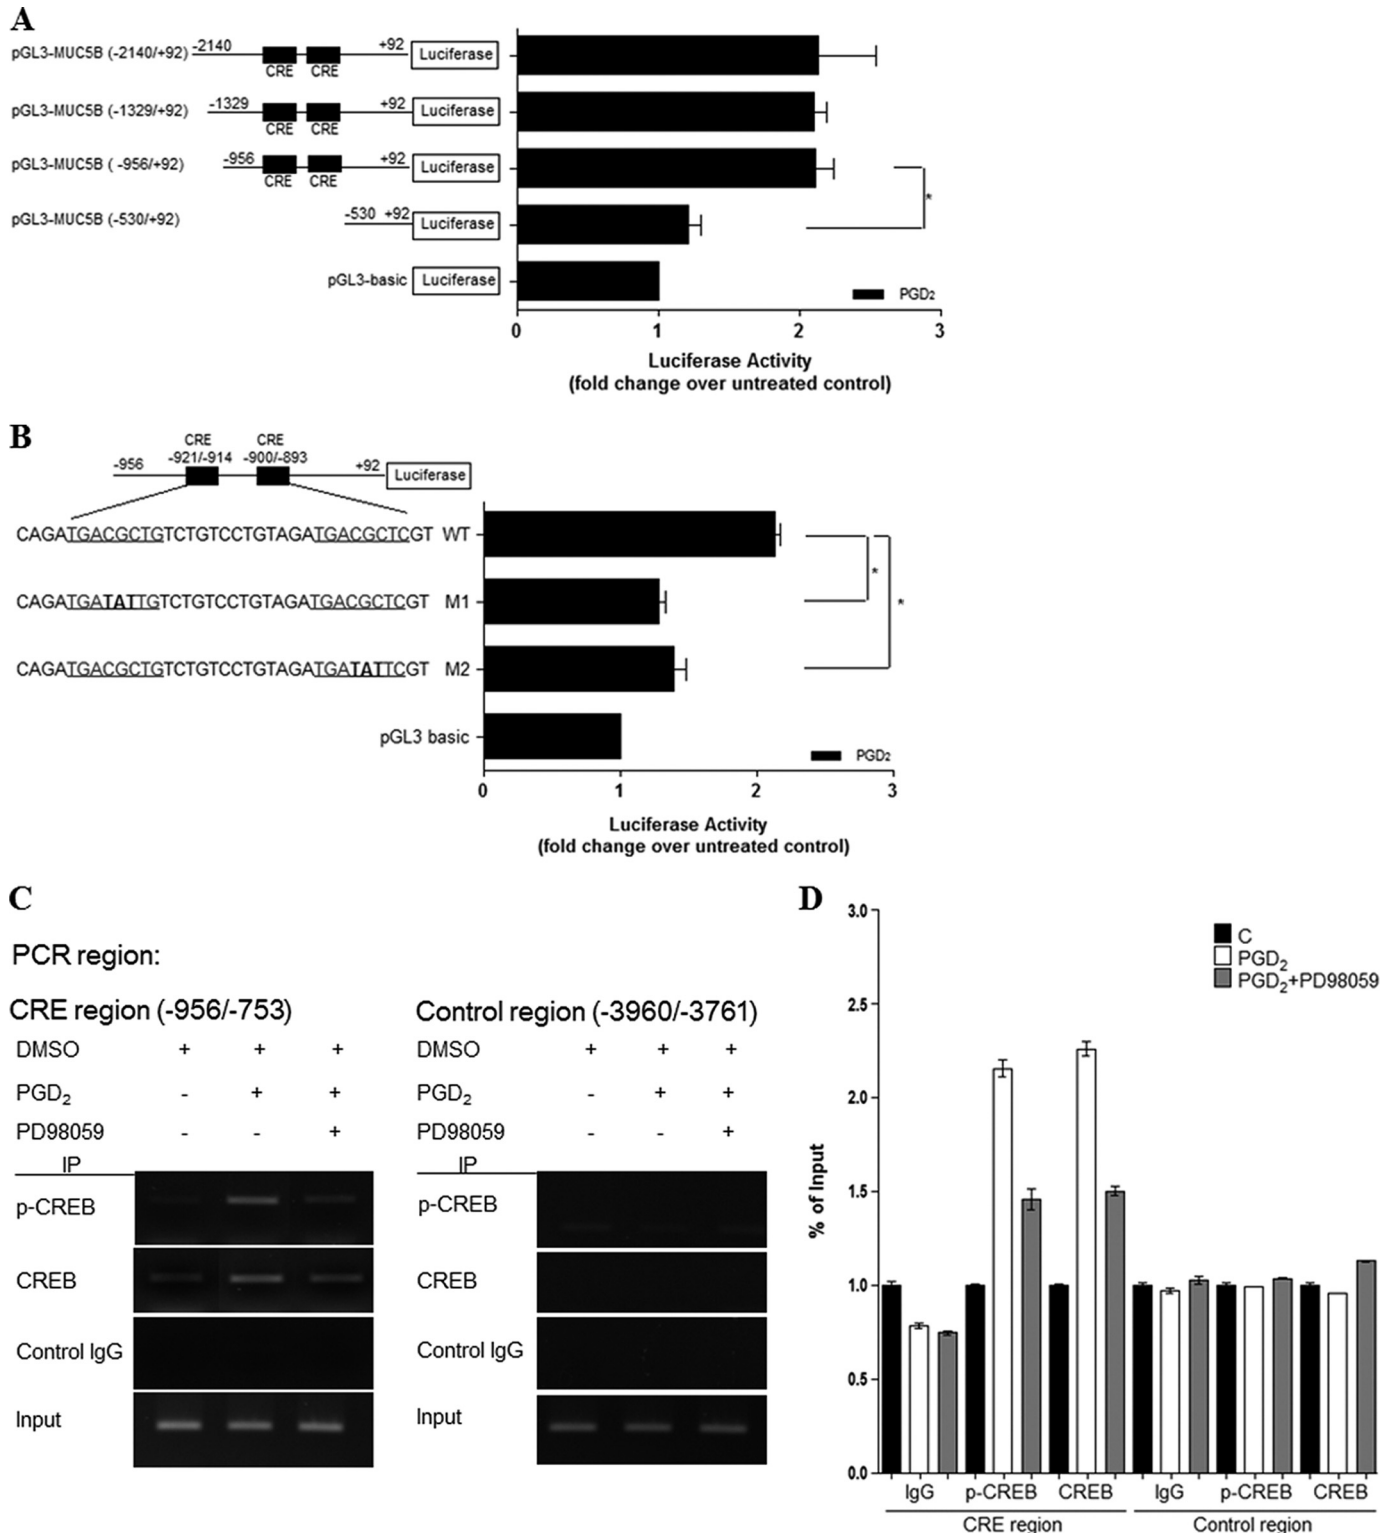 A
pGL3-MUC5B (-2140/+92) -2140 +92 Luciferase
CRE CRE
pGL3-MUC5B (-1329/+92) -1329 +92 Luciferase
CRE CRE
pGL3-MUC5B ( -956/+92) -956 +92 Luciferase
CRE CRE
*
pGL3-MUC5B (-530/+92) -530 +92 Luciferase
pGL3-basic Luciferase
PGD2
0 1 2 3
Luciferase Activity
(fold change over untreated control)
B
CRE CRE
-956 -921/-914 -900/-893 +92 Luciferase
CAGATGACGCTGTCTGTCCTGTAGATGACGCTCGT WT
*
CAGATGATATTGTCTGTCCTGTAGATGACGCTCGT M1
*
CAGATGACGCTGTCTGTCCTGTAGATGATATTCGT M2
pGL3 basic
PGD2
0 1 2 3
Luciferase Activity
(fold change over untreated control)
C
PCR region:
CRE region (-956/-753)
DMSO + + +
PGD2 - + +
PD98059 - - +
IP
p-CREB
CREB
Control IgG
Input
Control region (-3960/-3761)
DMSO + + +
PGD2 - + +
PD98059 - - +
IP
p-CREB
CREB
Control IgG
Input
D
3.0
2.5
2.0
1.5
1.0
0.5
0.0
% of Input
C
PGD2
PGD2+PD98059
IgG p-CREB CREB IgG p-CREB CREB
CRE region Control region